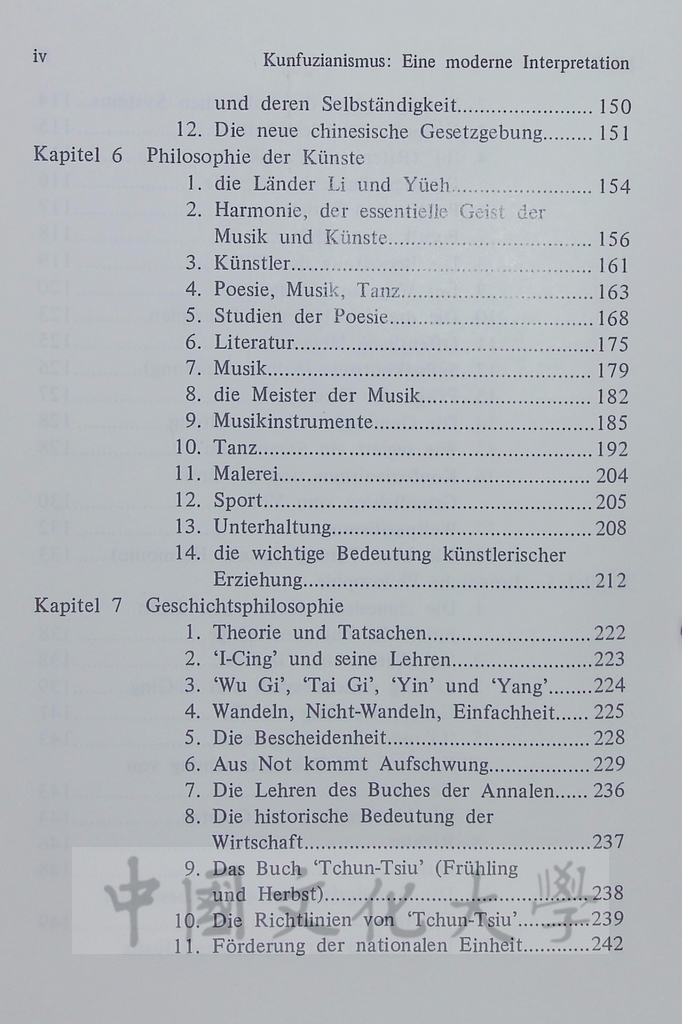 iv
Kunfuzianismus: Eine moderne Interpretation
und deren Selbständigkeit....................... 150
12. Die neue chinesische Gesetzgebung......... 151
Kapitel 6 Philosophie der Künste
1. die Länder Li und Yüeh........................ 154
2. Harmonie, der essentielle Geist der
Musik und Künste................................... 156
3. Künstler................................................... 161
4. Poesie, Musik, Tanz................................. 163
5. Studien der Poesie................................... 168
6. Literatur................................................... 175
7. Musik....................................................... 179
8. die Meister der Musik............................. 182
9. Musikinstrumente..................................... 185
10. Tanz......................................................... 192
11. Malerei..................................................... 204
12. Sport........................................................ 205
13. Unterhaltung............................................ 208
14. die wichtige Bedeutung künstlerischer
Erziehung................................................. 212
Kapitel 7 Geschichtsphilosophie
1. Theorie und Tatsachen............................ 222
2. ‘I-Cing’ und seine Lehren........................ 223
3. ‘Wu Gi’, ‘Tai Gi’, ‘Yin’ und ‘Yang’....... 224
4. Wandeln, Nicht-Wandeln, Einfachheit...... 225
5. Die Bescheidenheit................................... 228
6. Aus Not kommt Aufschwung.................. 229
7. Die Lehren des Buches der Annalen...... 236
8. Die historische Bedeutung der
Wirtschaft................................................. 237
9. Das Buch ‘Tchun-Tsiu’ (Frühling
und Herbst).............................................. 238
10. Die Richtlinien von ‘Tchun-Tsiu’............ 239
11. Förderung der nationalen Einheit............ 242
中國文化大學